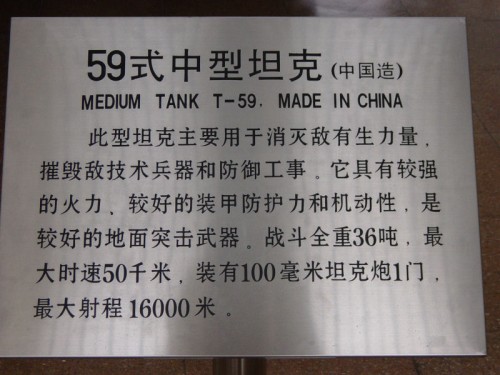 59式中型坦克(中国造)
MEDIUM TANK T-59. MADE IN CHINA
此型坦克主要用于消灭敌有生力量，
摧毁敌技术兵器和防御工事。它具有较强
的火力、较好的装甲防护力和机动性，是
较好的地面突击武器。战斗全重36吨，最
大时速50千米，装有100毫米坦克炮1门，
最大射程16000米。